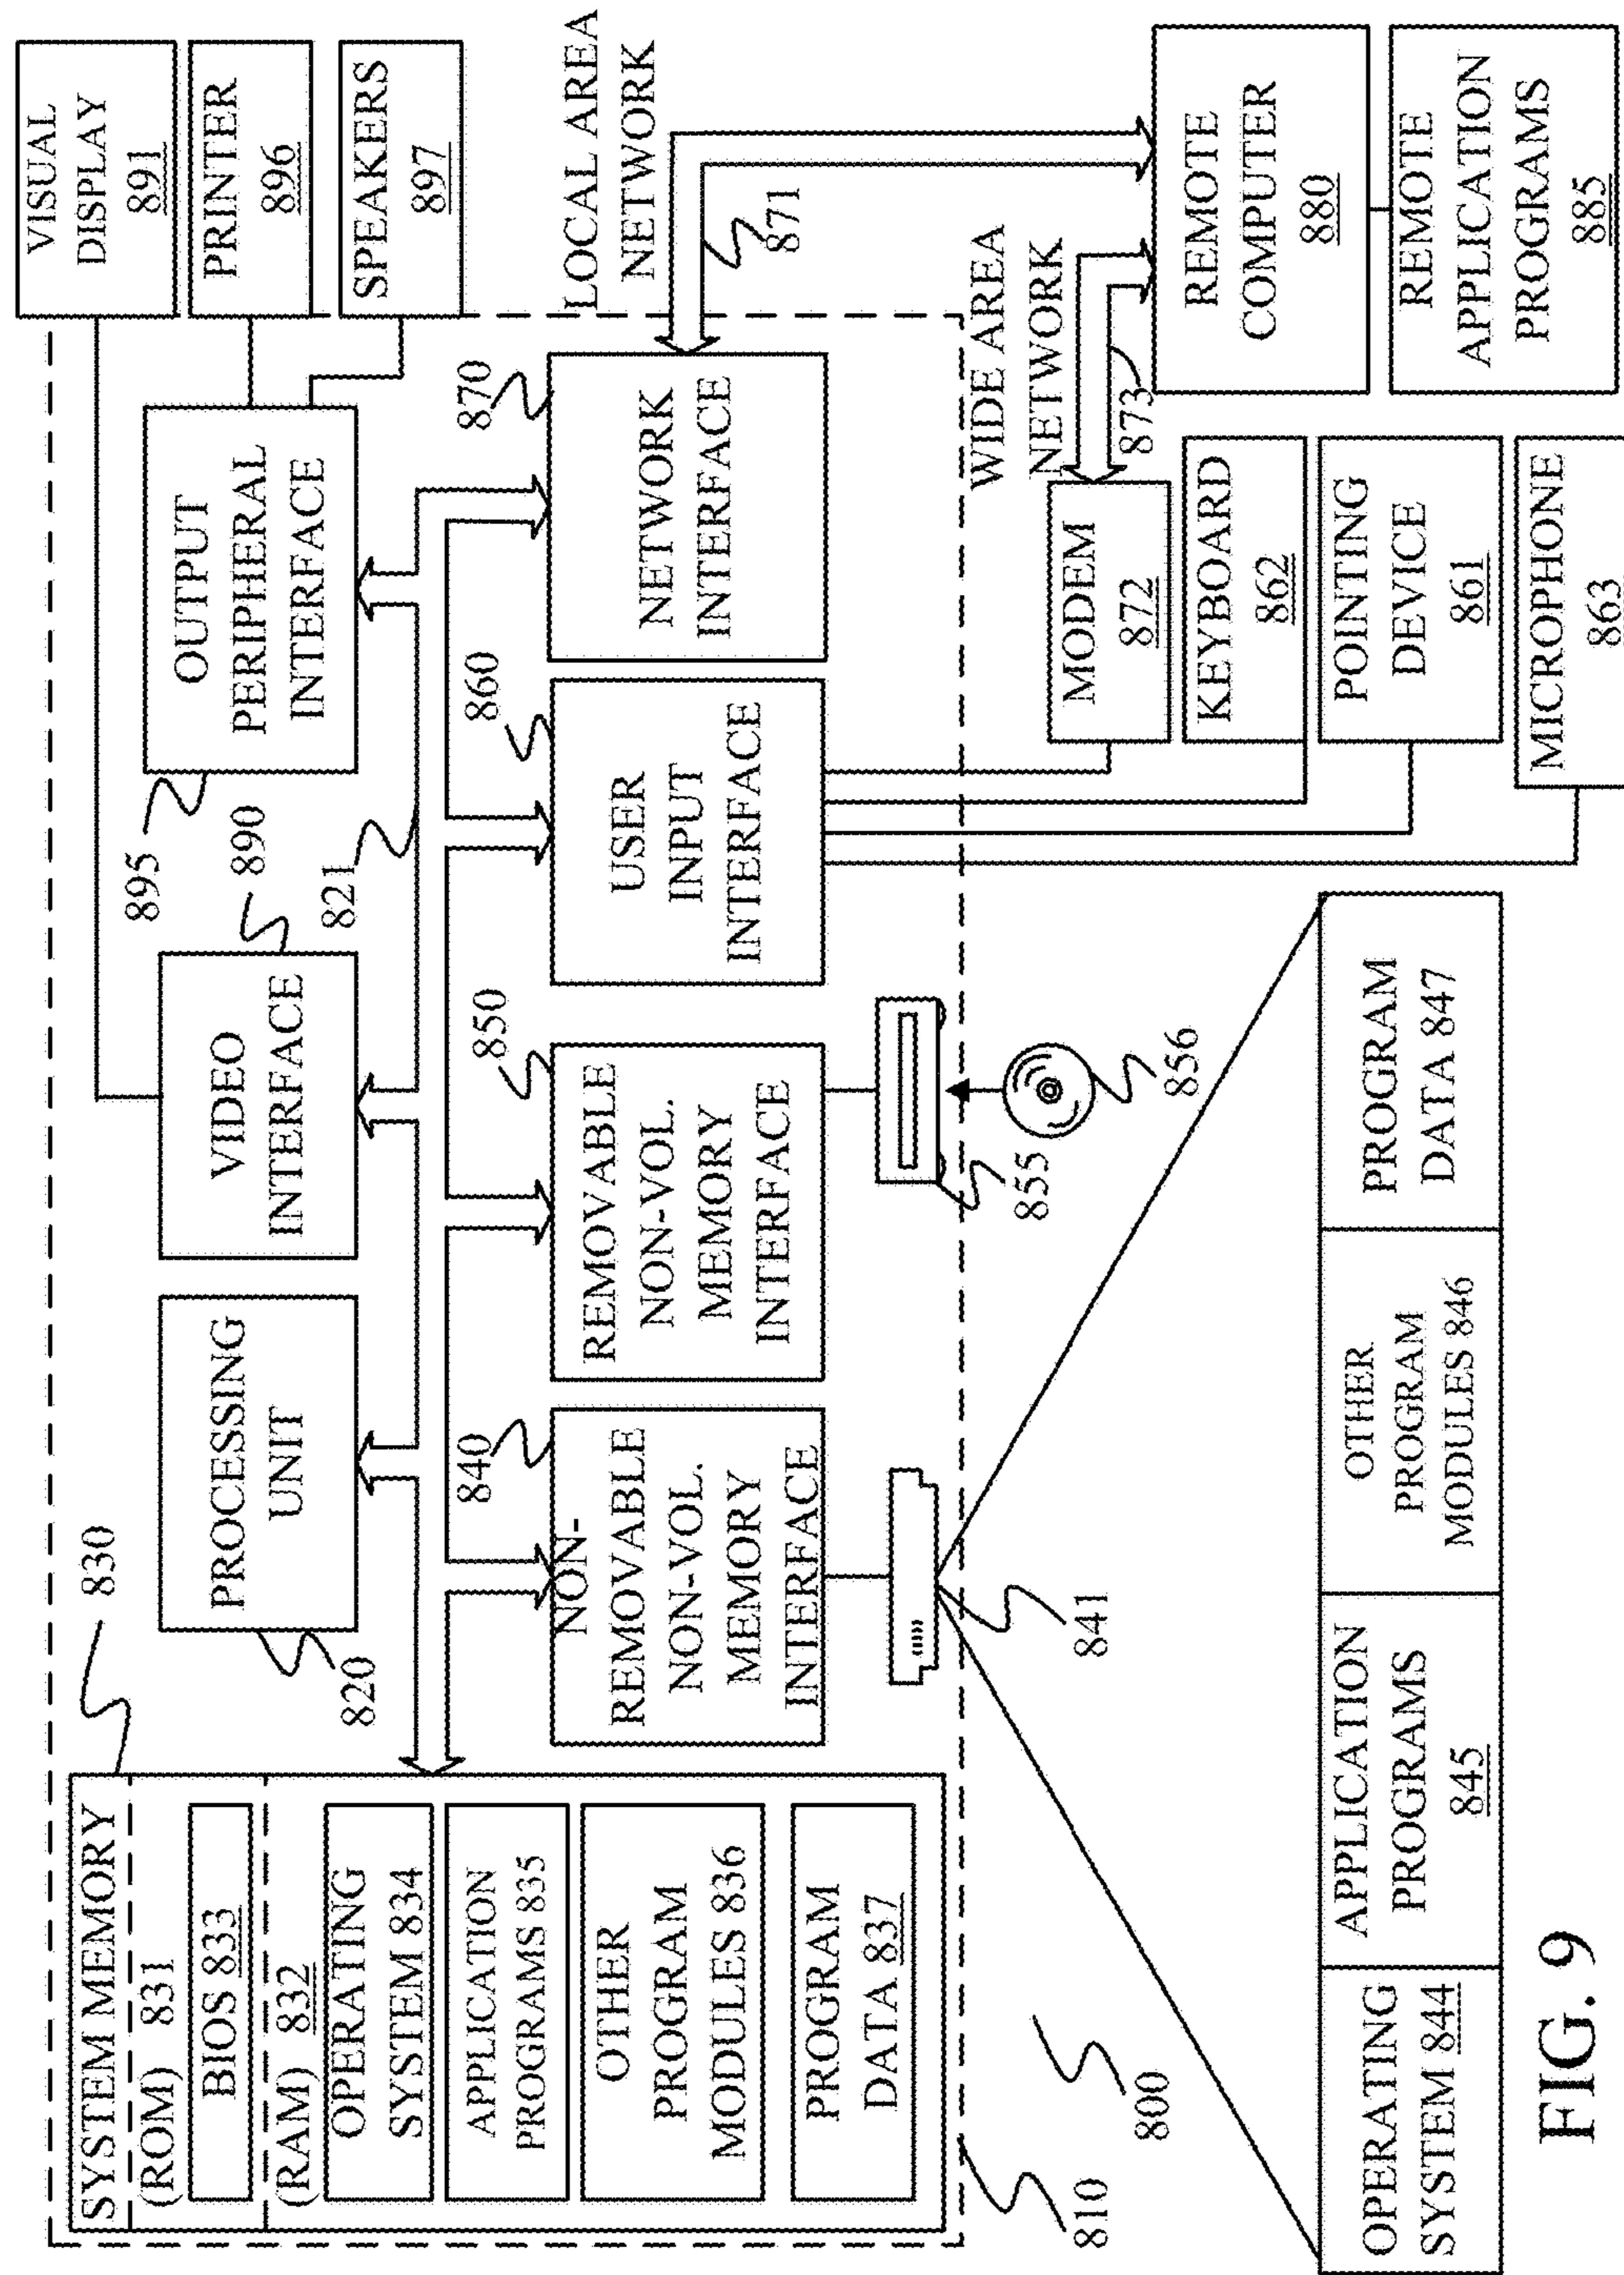 SYSTEM MEMORY
(ROM) 831
BIOS 833
(RAM) 832
OPERATING
SYSTEM 834
APPLICATION
PROGRAMS 835
OTHER
PROGRAM
MODULES 836
PROGRAM
DATA 837
830
820
PROCESSING
UNIT
890
VIDEO
INTERFACE
895
OUTPUT
PERIPHERAL
INTERFACE
821
VISUAL
DISPLAY
891
PRINTER
896
SPEAKERS
897
840
NON-
REMOVABLE
NON-VOL.
MEMORY
INTERFACE
850
REMOVABLE
NON-VOL.
MEMORY
INTERFACE
860
USER
INPUT
INTERFACE
870
NETWORK
INTERFACE
LOCAL AREA
NETWORK
871
841
855
856
WIDE AREA
NETWORK
873
MODEM
872
KEYBOARD
862
POINTING
DEVICE
861
MICROPHONE
863
REMOTE
COMPUTER
880
REMOTE
APPLICATION
PROGRAMS
885
810
800
OPERATING
SYSTEM 844
APPLICATION
PROGRAMS
845
OTHER
PROGRAM
MODULES 846
PROGRAM
DATA 847
FIG. 9